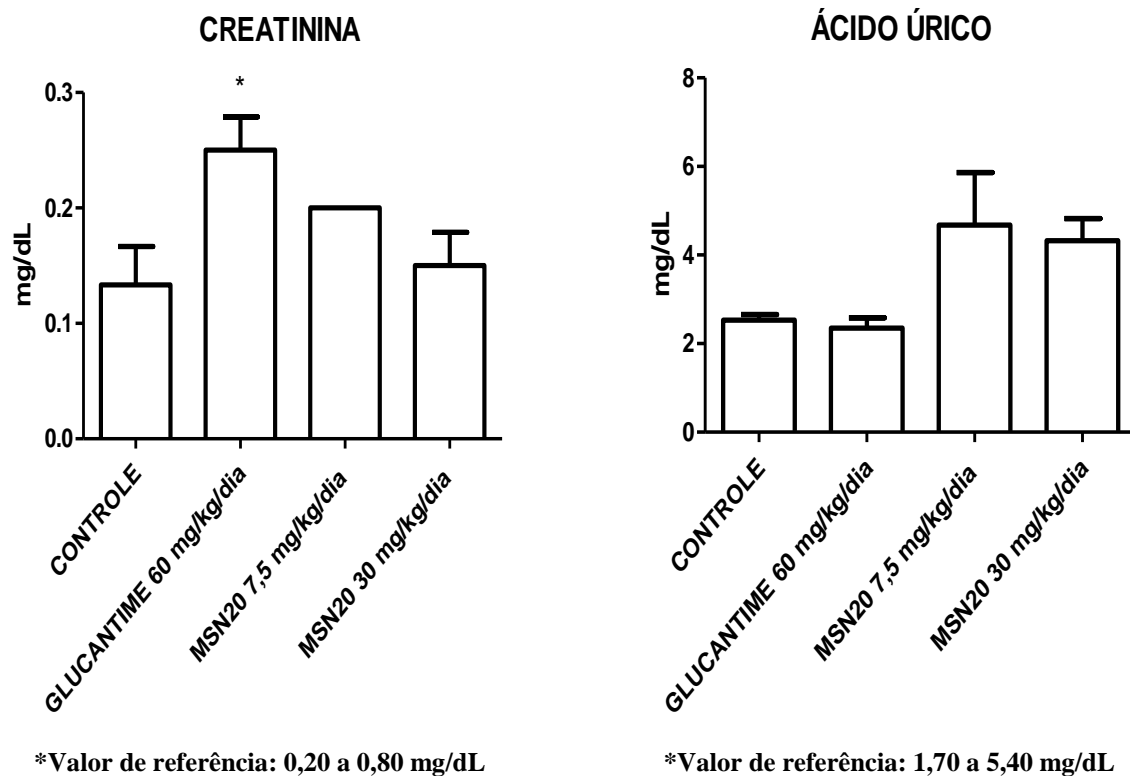 CREATININA
*
0.3
0.2
0.1
0.0
mg/dL
CONTROLE
GLUCANTIME 60 mg/kg/dia
MSN20 7,5 mg/kg/dia
MSN20 30 mg/kg/dia
*Valor de referência: 0,20 a 0,80 mg/dL
ÁCIDO ÚRICO
8
6
4
2
0
mg/dL
CONTROLE
GLUCANTIME 60 mg/kg/dia
MSN20 7,5 mg/kg/dia
MSN20 30 mg/kg/dia
*Valor de referência: 1,70 a 5,40 mg/dL